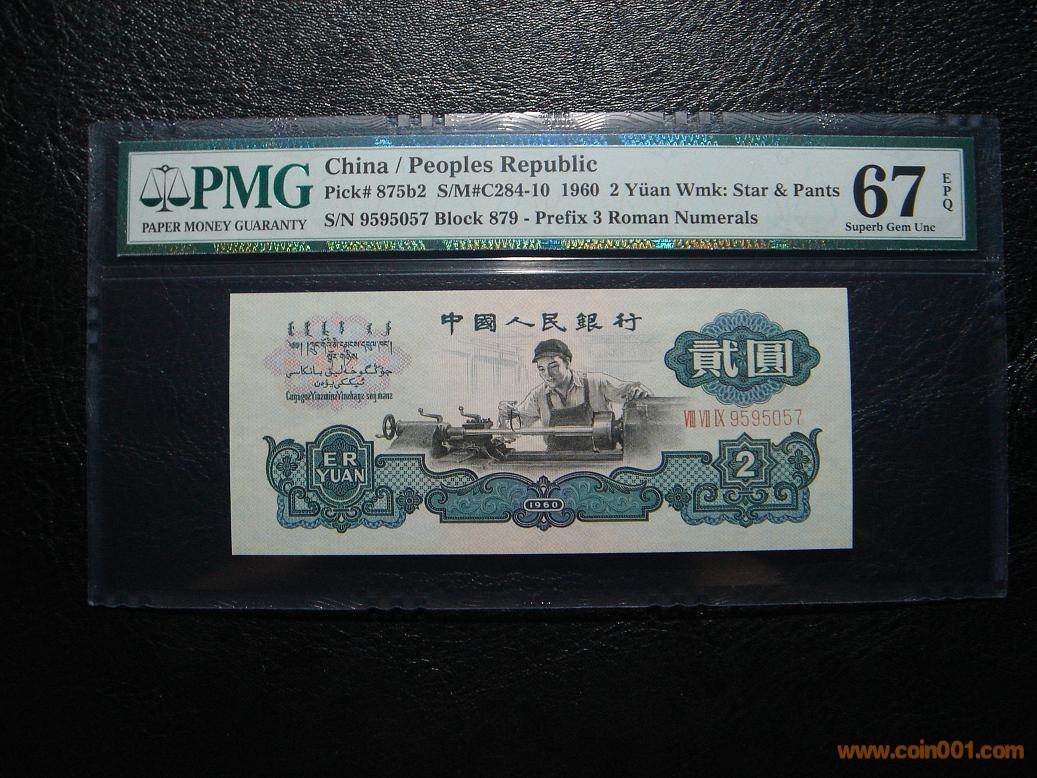 PMG
PAPER MONEY GUARANTY
China / Peoples Republic
Pick# 875b2 S/M#C284-10 1960 2 Yüan Wmk: Star & Pants
S/N 9595057 Block 879 - Prefix 3 Roman Numerals
67
EPQ
Superb Gem Unc
中國人民銀行
貳圓
VIII VII IX 9595057
ER
YUAN
2
1960
www.coin001.com